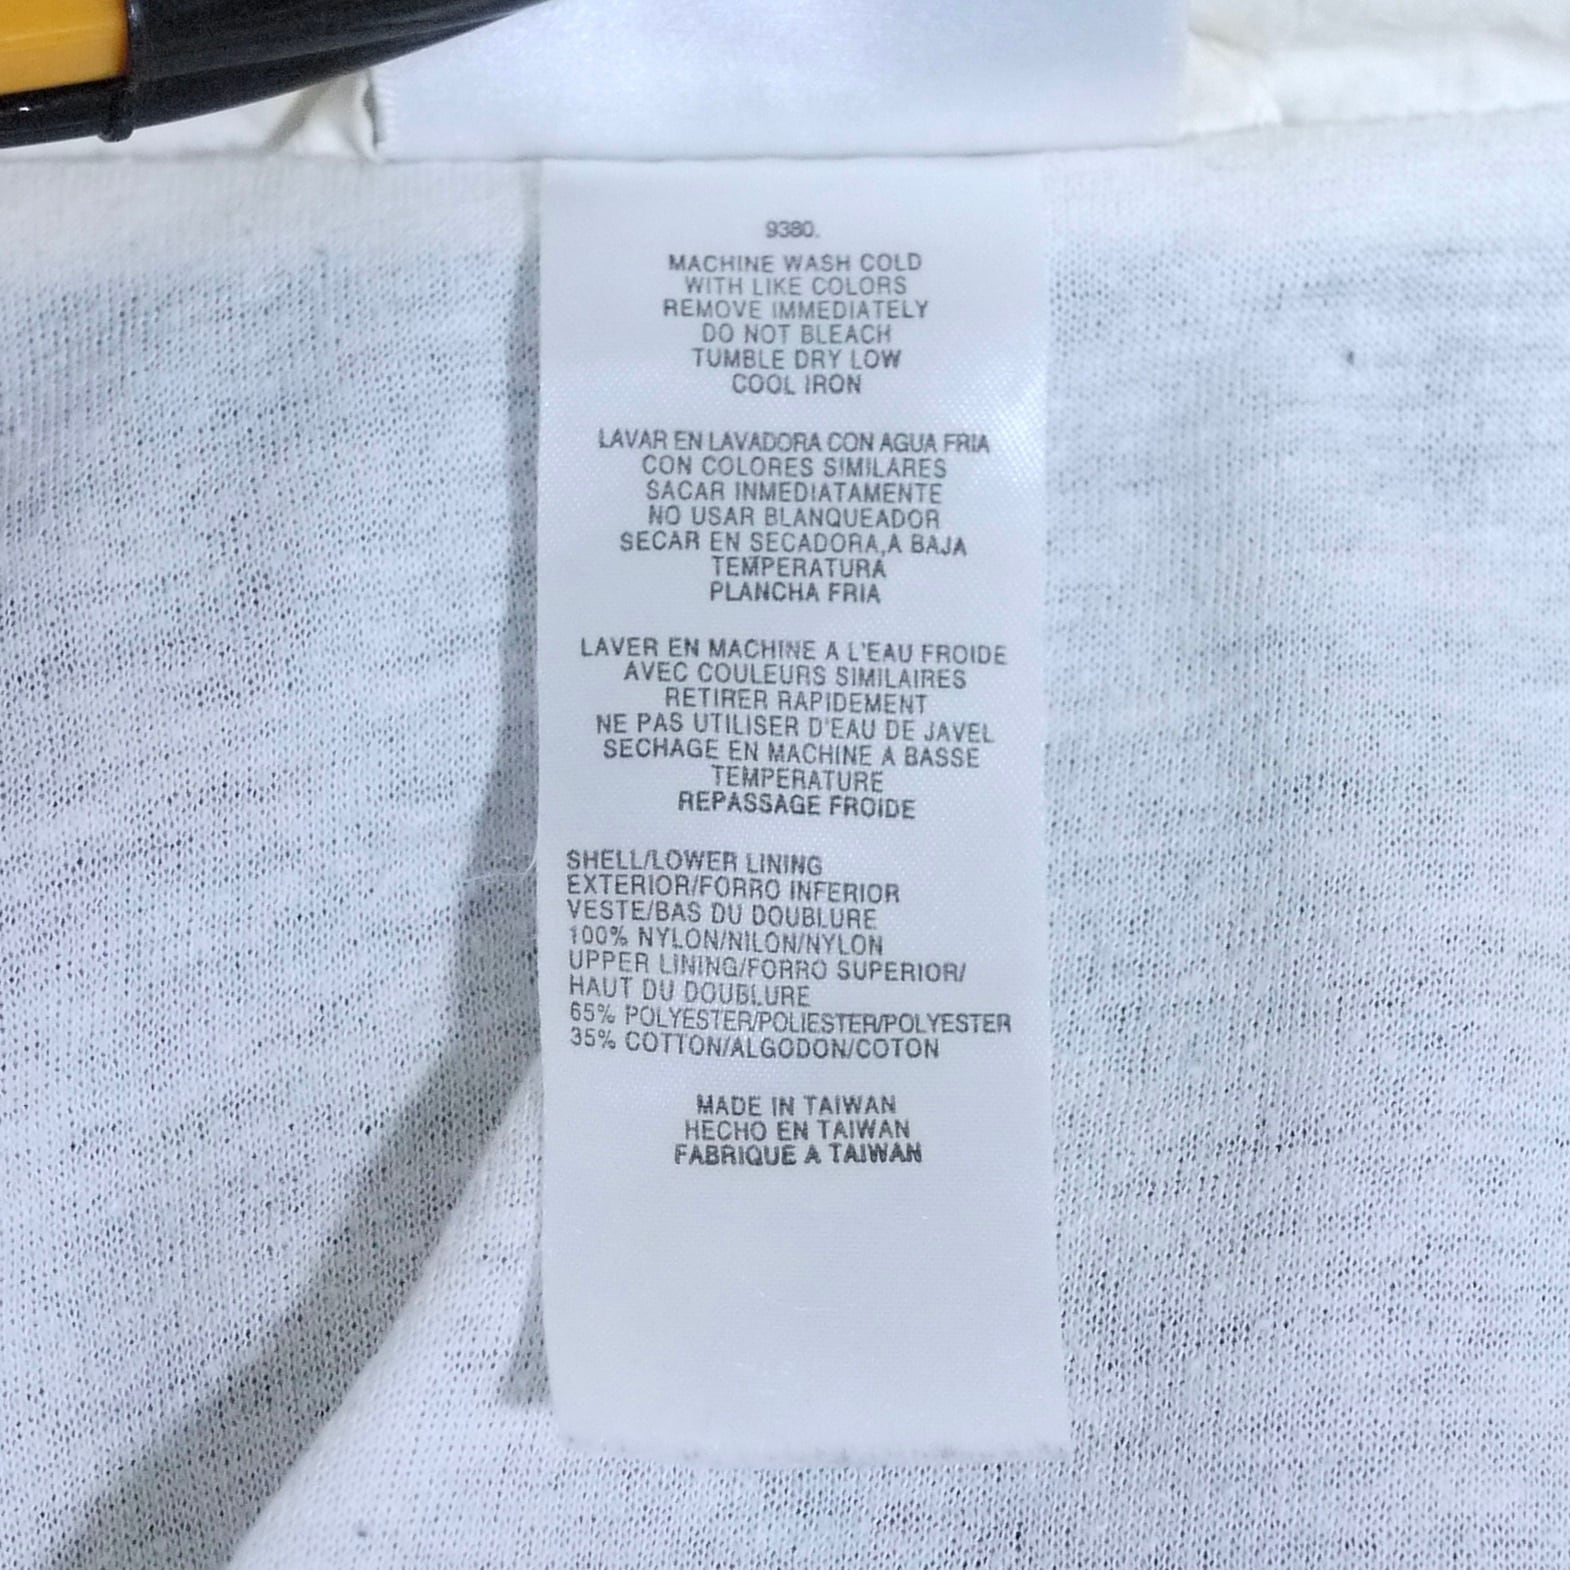 9380.
MACHINE WASH COLD
WITH LIKE COLORS
REMOVE IMMEDIATELY
DO NOT BLEACH
TUMBLE DRY LOW
COOL IRON
LAVAR EN LAVADORA CON AGUA FRIA
CON COLORES SIMILARES
SACAR INMEDIATAMENTE
NO USAR BLANQUEADOR
SECAR EN SECADORA,A BAJA
TEMPERATURA
PLANCHA FRIA
LAVER EN MACHINE A L'EAU FROIDE
AVEC COULEURS SIMILAIRES
RETIRER RAPIDEMENT
NE PAS UTILISER D'EAU DE JAVEL
SECHAGE EN MACHINE A BASSE
TEMPERATURE
REPASSAGE FROIDE
SHELL/LOWER LINING
EXTERIOR/FORRO INFERIOR
VESTE/BAS DU DOUBLURE
100% NYLON/NILON/NYLON
UPPER LINING/FORRO SUPERIOR/
HAUT DU DOUBLURE
65% POLYESTER/POLIESTER/POLYESTER
35% COTTON/ALGODON/COTON
MADE IN TAIWAN
HECHO EN TAIWAN
FABRIQUE A TAIWAN